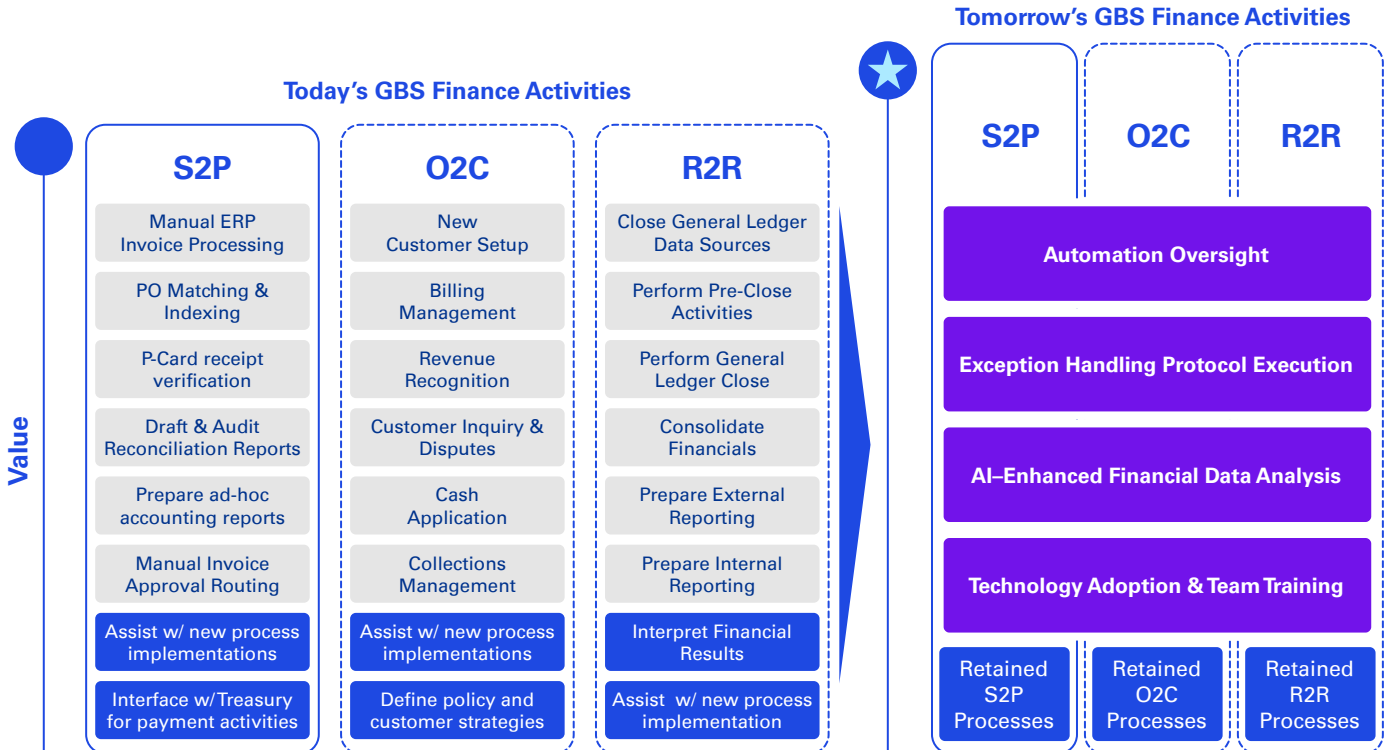 Tomorrow's GBS Finance Activities
Today's GBS Finance Activities
Value
S2P
Manual ERP
Invoice Processing
PO Matching &
Indexing
P-Card receipt
verification
Draft & Audit
Reconciliation Reports
Prepare ad-hoc
accounting reports
Manual Invoice
Approval Routing
Assist w/ new process
implementations
Interface w/Treasury
for payment activities
O2C
New
Customer Setup
Billing
Management
Revenue
Recognition
Customer Inquiry &
Disputes
Cash
Application
Collections
Management
Assist w/ new process
implementations
Define policy and
customer strategies
R2R
Close General Ledger
Data Sources
Perform Pre-Close
Activities
Perform General
Ledger Close
Consolidate
Financials
Prepare External
Reporting
Prepare Internal
Reporting
Interpret Financial
Results
Assist w/ new process
implementation
S2P
O2C
R2R
Automation Oversight
Exception Handling Protocol Execution
AI–Enhanced Financial Data Analysis
Technology Adoption & Team Training
Retained
S2P
Processes
Retained
O2C
Processes
Retained
R2R
Processes